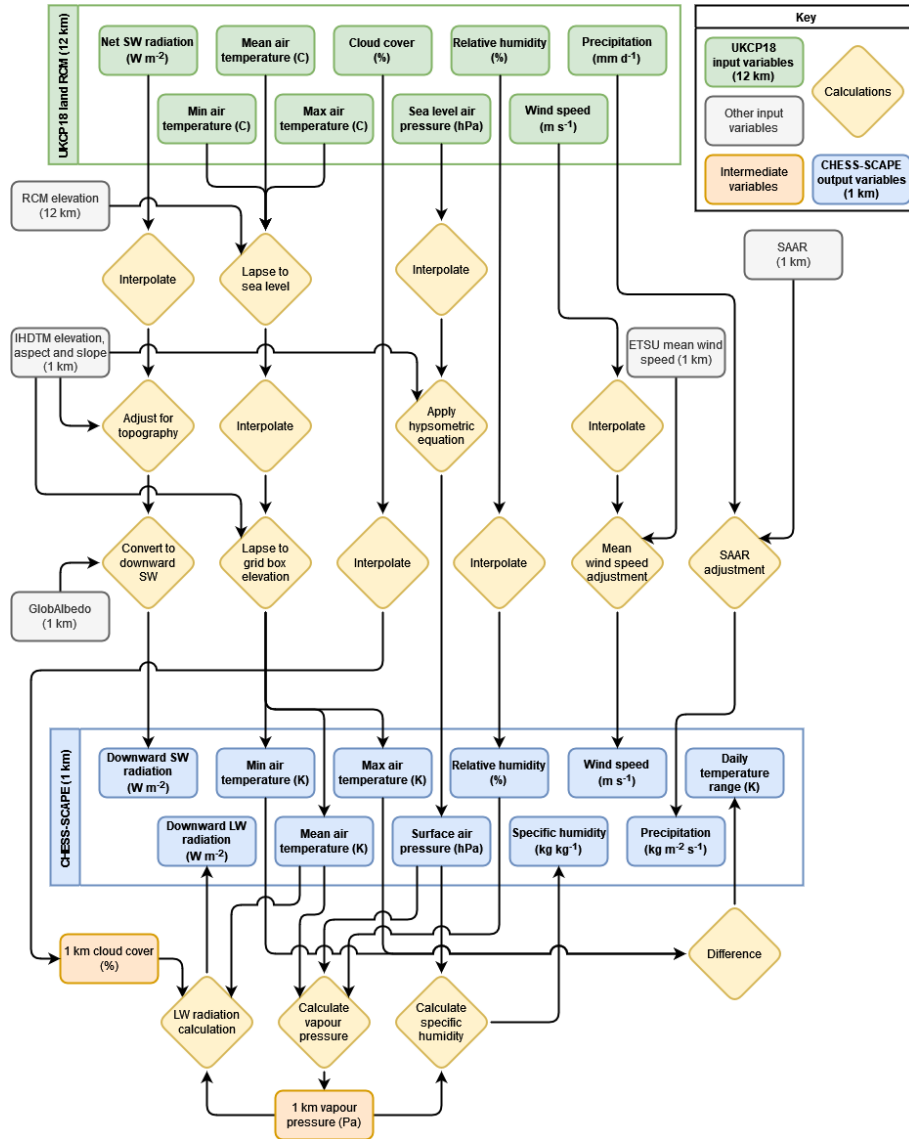 UKCP18 land RCM (12 km)
Net SW radiation
(W m⁻²)
Mean air
temperature (C)
Cloud cover
(%)
Relative humidity
(%)
Precipitation
(mm d⁻¹)
Min air
temperature (C)
Max air
temperature (C)
Sea level air
pressure (hPa)
Wind speed
(m s⁻¹)
Key
UKCP18
input variables
(12 km)
Calculations
Other input
variables
Intermediate
variables
CHESS-SCAPE
output variables
(1 km)
RCM elevation
(12 km)
SAAR
(1 km)
Interpolate
Lapse to
sea level
Interpolate
IHDTM elevation,
aspect and slope
(1 km)
ETSU mean wind
speed (1 km)
Adjust for
topography
Interpolate
Apply
hypsometric
equation
Interpolate
Convert to
downward
SW
Lapse to
grid box
elevation
Interpolate
Interpolate
Mean
wind speed
adjustment
SAAR
adjustment
GlobAlbedo
(1 km)
CHESS-SCAPE (1 km)
Downward SW
radiation
(W m⁻²)
Min air
temperature (K)
Max air
temperature (K)
Relative humidity
(%)
Wind speed
(m s⁻¹)
Daily
temperature
range (K)
Downward LW
radiation
(W m⁻²)
Mean air
temperature (K)
Surface air
pressure (hPa)
Specific humidity
(kg kg⁻¹)
Precipitation
(kg m⁻² s⁻¹)
1 km cloud cover
(%)
Difference
LW radiation
calculation
Calculate
vapour
pressure
Calculate
specific
humidity
1 km vapour
pressure (Pa)